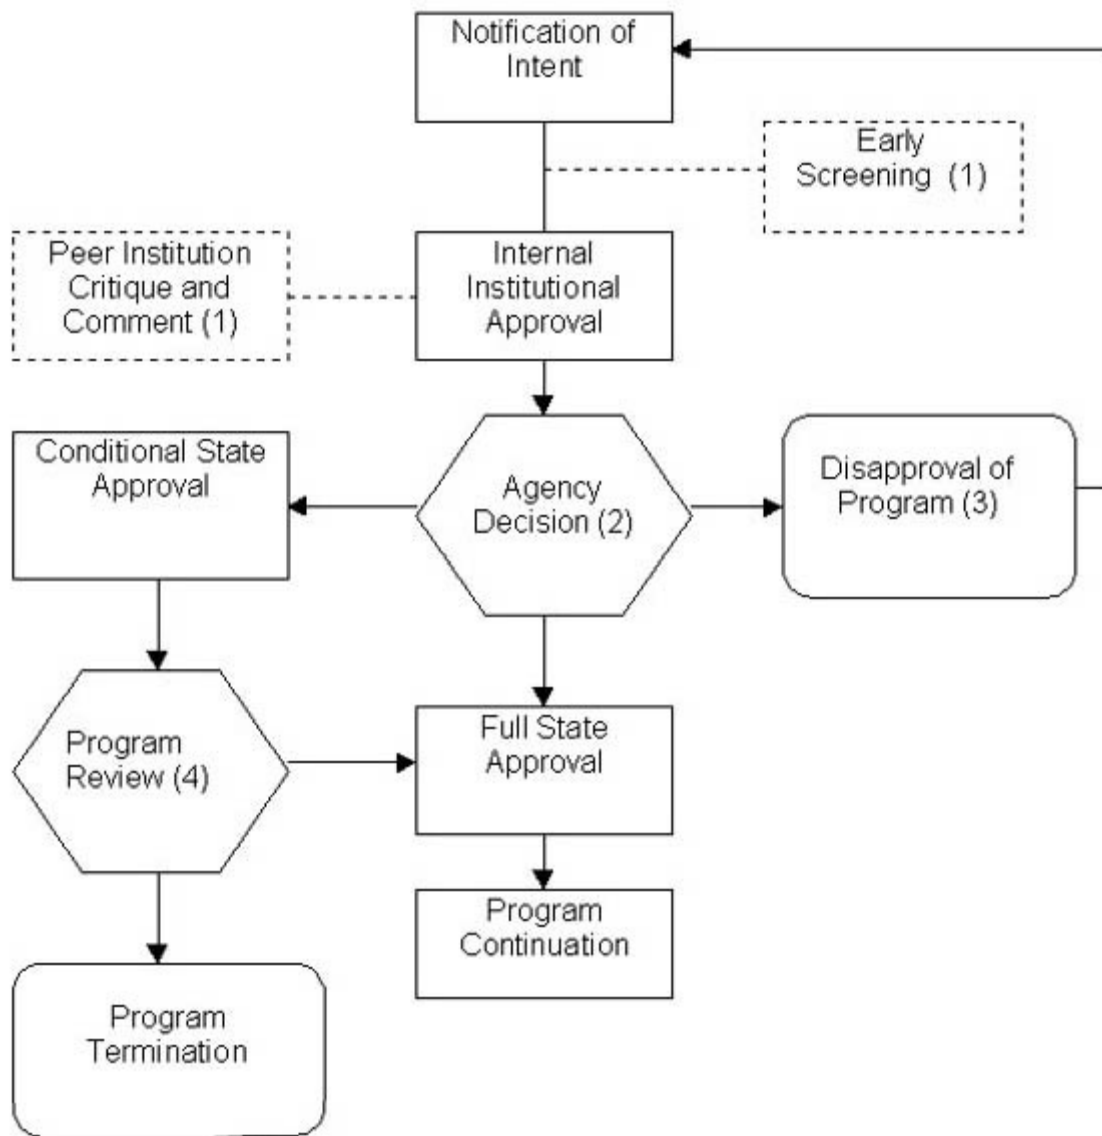 Notification of
Intent
Early
Screening (1)
Peer Institution
Critique and
Comment (1)
Internal
Institutional
Approval
Conditional State
Approval
Agency
Decision (2)
Disapproval of
Program (3)
Program
Review (4)
Full State
Approval
Program
Continuation
Program
Termination